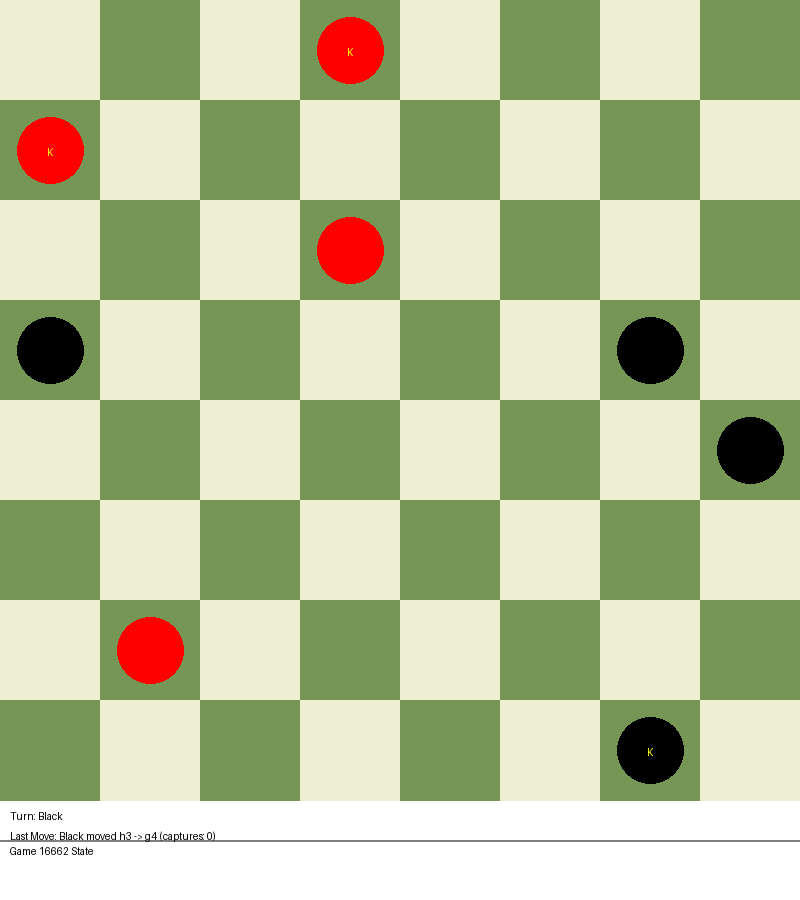 K
K
K
Turn: Black
Last Move: Black moved h3 -> g4 (captures: 0)
Game 16662 State